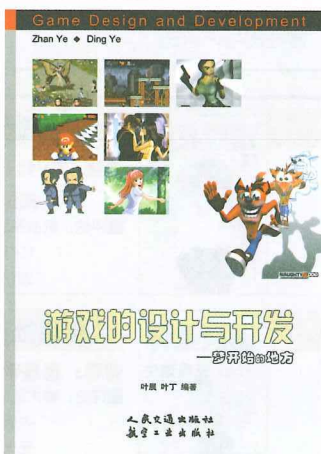 Game Design and Development
Zhan Ye ◆ Ding Ye
NAUGHTY DOG
游戏的设计与开发
—梦开始的地方
叶展 叶丁 编著
人民交通出版社
航空工业出版社